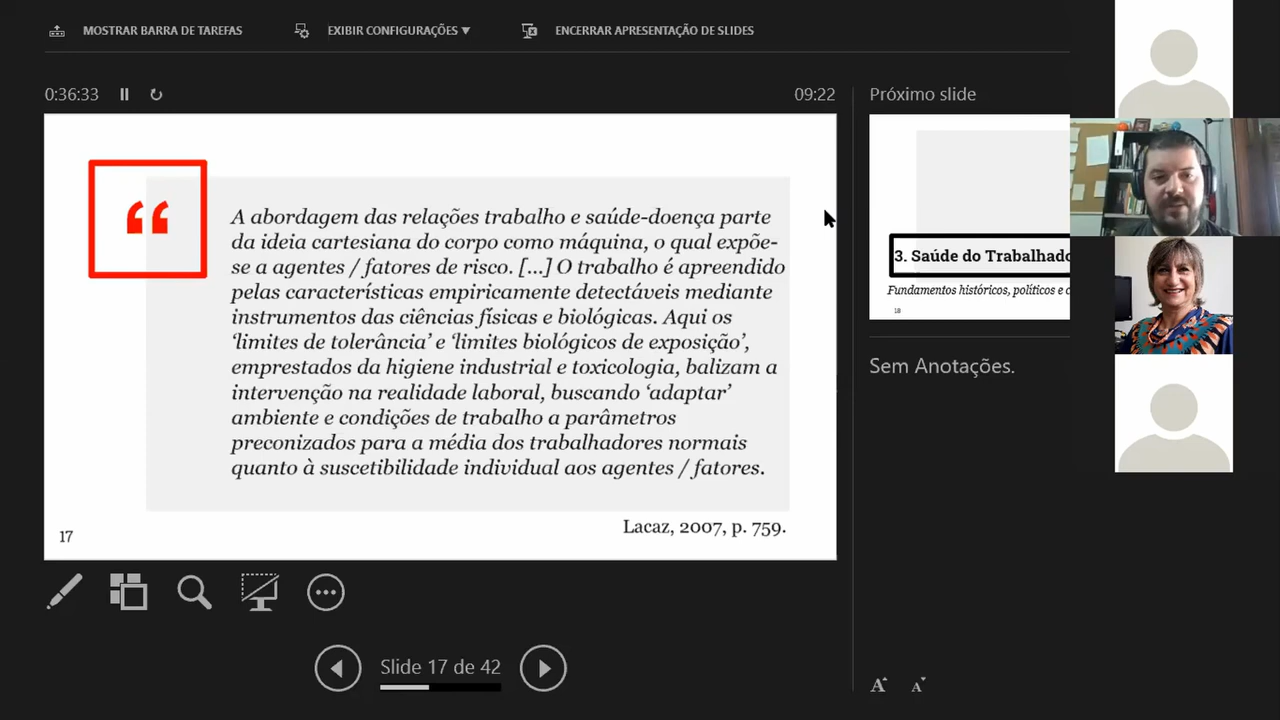 MOSTRAR BARRA DE TAREFAS
EXIBIR CONFIGURAÇÕES ▼
ENCERRAR APRESENTAÇÃO DE SLIDES
0:36:33
09:22
Próximo slide
“
A abordagem das relações trabalho e saúde-doença parte
da ideia cartesiana do corpo como máquina, o qual expõe-
se a agentes / fatores de risco. [...] O trabalho é apreendido
pelas características empiricamente detectáveis mediante
instrumentos das ciências físicas e biológicas. Aqui os
‘limites de tolerância’ e ‘limites biológicos de exposição’,
emprestados da higiene industrial e toxicologia, balizam a
intervenção na realidade laboral, buscando ‘adaptar’
ambiente e condições de trabalho a parâmetros
preconizados para a média dos trabalhadores normais
quanto à suscetibilidade individual aos agentes / fatores.
Lacaz, 2007, p. 759.
17
3. Saúde do Trabalhado
Fundamentos históricos, políticos e c
18
Sem Anotações.
Slide 17 de 42
A A